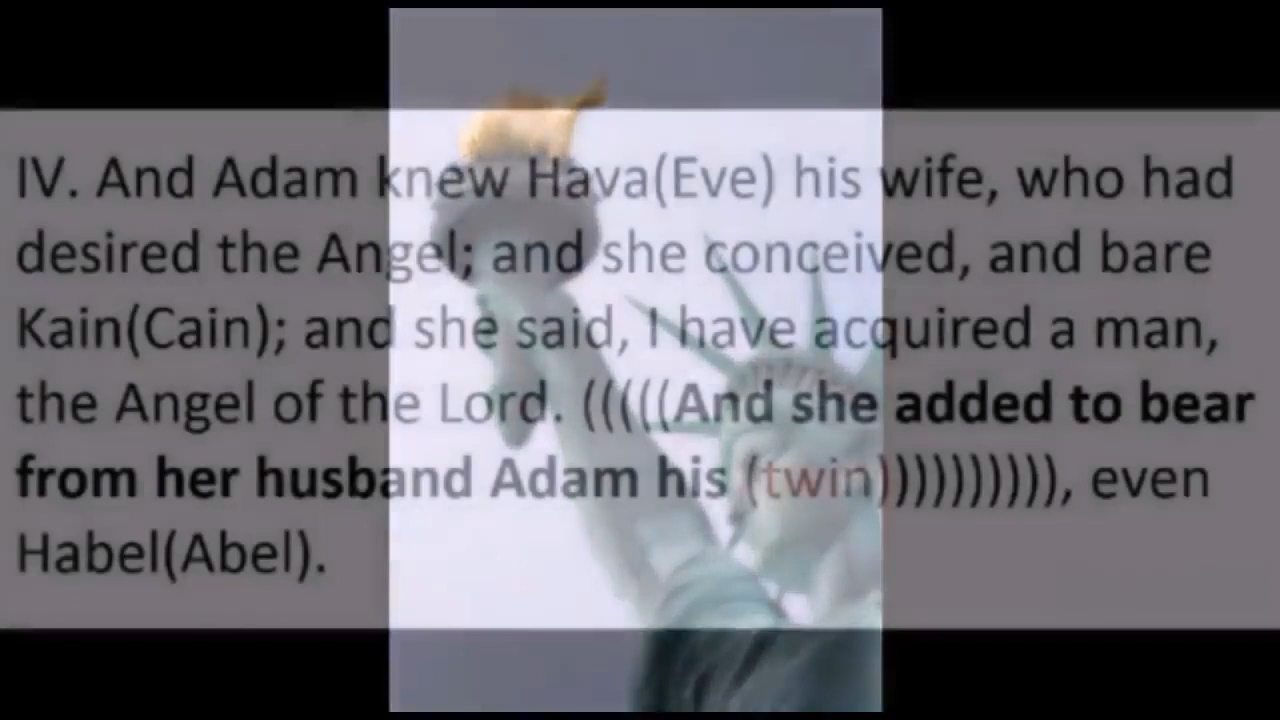 IV. And Adam knew Hava(Eve) his wife, who had
desired the Angel; and she conceived, and bare
Kain(Cain); and she said, I have acquired a man,
the Angel of the Lord. (((((And she added to bear
from her husband Adam his (twin)))))))))))), even
Habel(Abel).